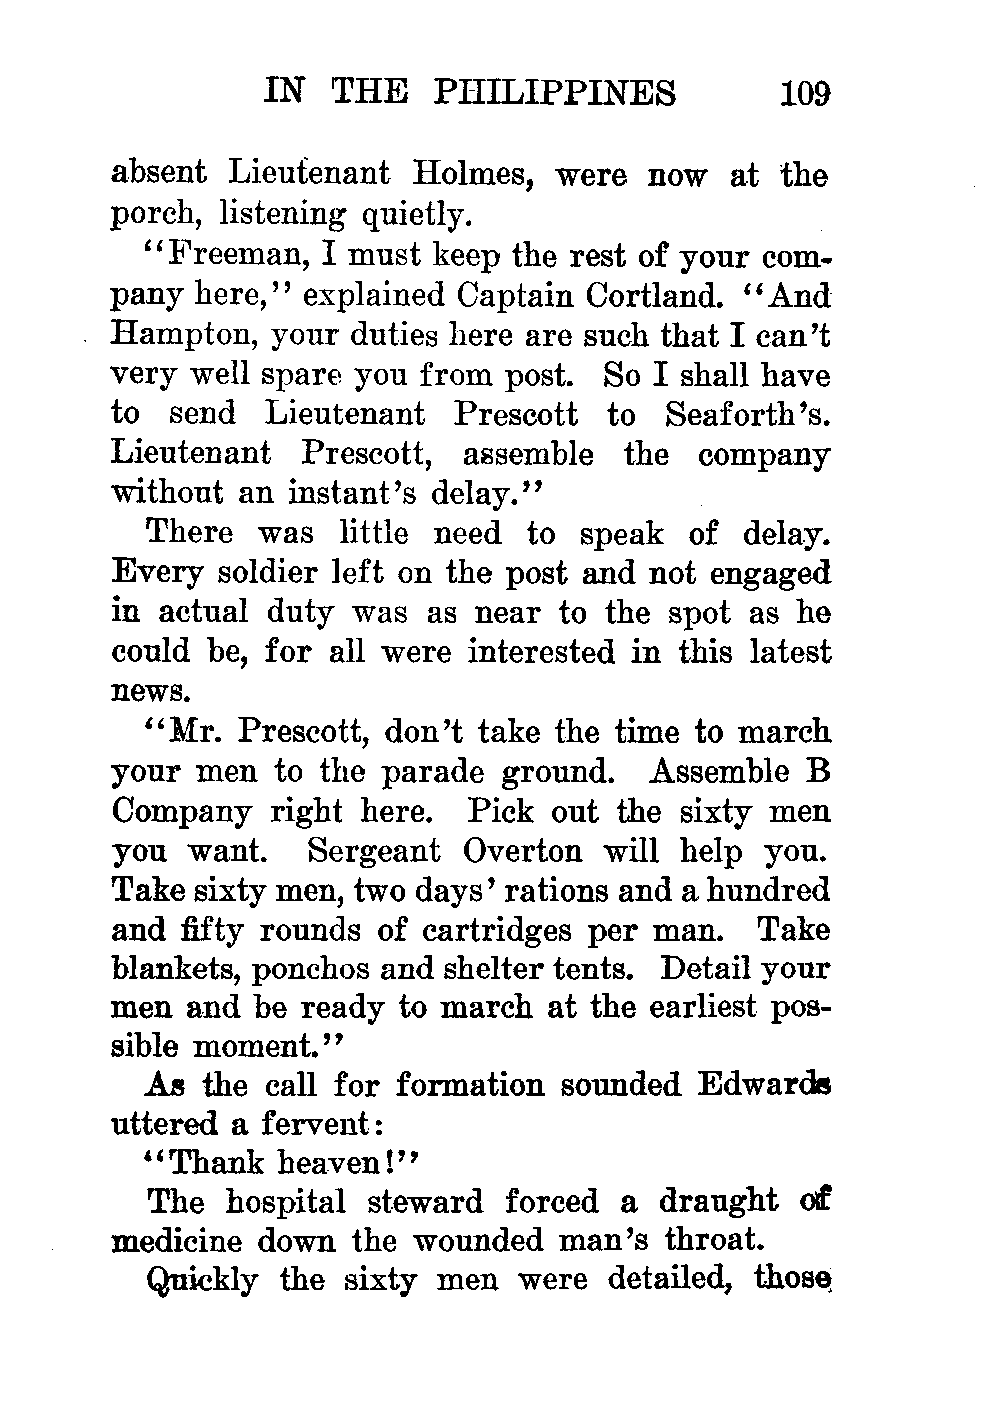 IN THE PHILIPPINES 109
absent Lieutenant Holmes, were now at the
porch, listening quietly.
“Freeman, I must keep the rest of your com-
pany here,” explained Captain Cortland. “And
Hampton, your duties here are such that I can’t
very well spare you from post. So I shall have
to send Lieutenant Prescott to Seaforth’s.
Lieutenant Prescott, assemble the company
without an instant’s delay.”
There was little need to speak of delay.
Every soldier left on the post and not engaged
in actual duty was as near to the spot as he
could be, for all were interested in this latest
news.
“Mr. Prescott, don’t take the time to march
your men to the parade ground. Assemble B
Company right here. Pick out the sixty men
you want. Sergeant Overton will help you.
Take sixty men, two days’ rations and a hundred
and fifty rounds of cartridges per man. Take
blankets, ponchos and shelter tents. Detail your
men and be ready to march at the earliest pos-
sible moment.”
As the call for formation sounded Edwards
uttered a fervent:
“Thank heaven!”
The hospital steward forced a draught of
medicine down the wounded man’s throat.
Quickly the sixty men were detailed, those